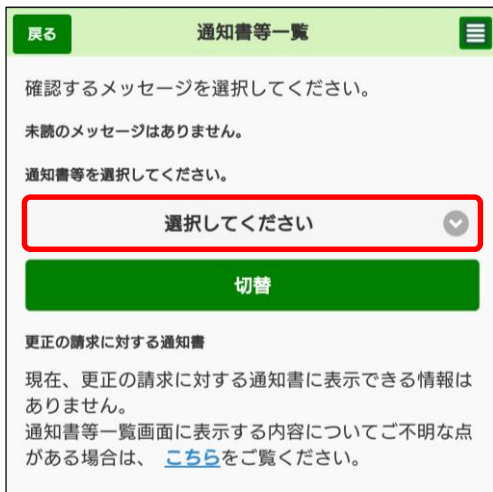 戻る
通知書等一覧
確認するメッセージを選択してください。
未読のメッセージはありません。
通知書等を選択してください。
選択してください
切替
更正の請求に対する通知書
現在、更正の請求に対する通知書に表示できる情報は
ありません。
通知書等一覧画面に表示する内容についてご不明な点
がある場合は、 こちらをご覧ください。